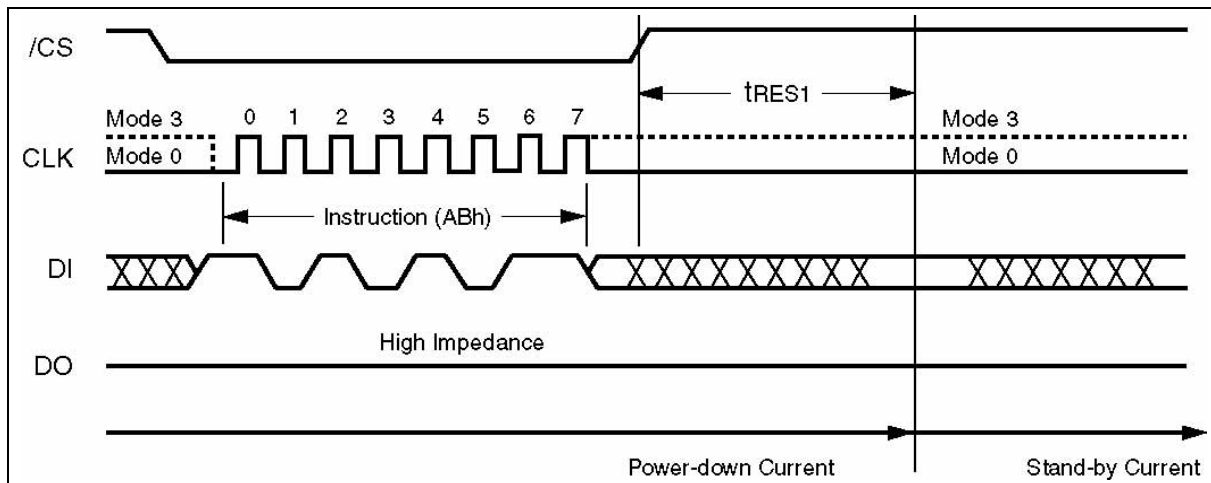 /CS
tRES1
Mode 3
0 1 2 3 4 5 6 7
Mode 3
CLK
Mode 0
Mode 0
Instruction (ABh)
DI
High Impedance
DO
Power-down Current
Stand-by Current